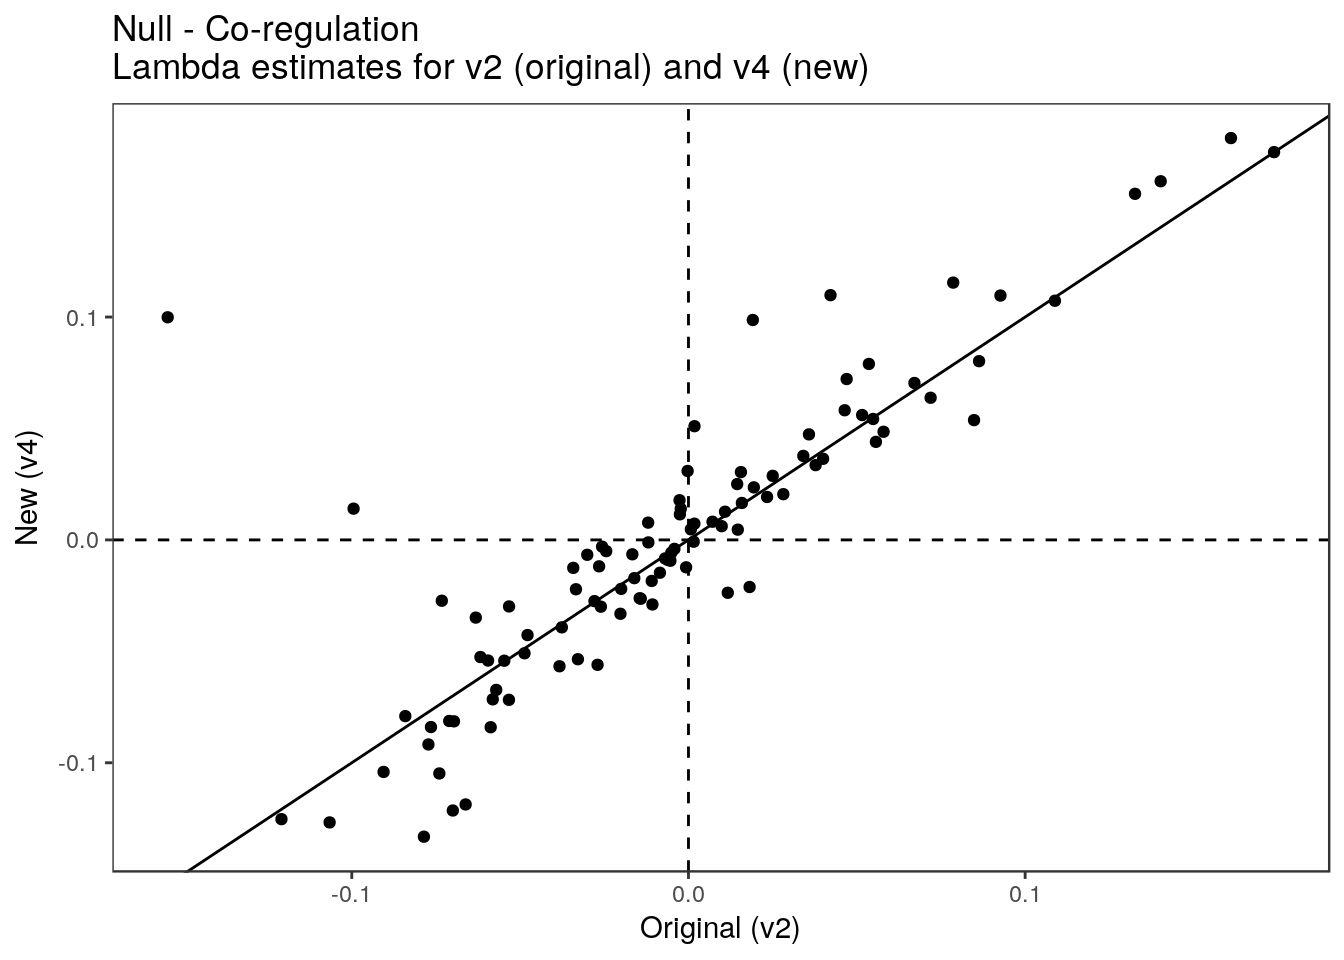 Null - Co-regulation
Lambda estimates for v2 (original) and v4 (new)
New (v4)
0.1
0.0
-0.1
-0.1
0.0
0.1
Original (v2)